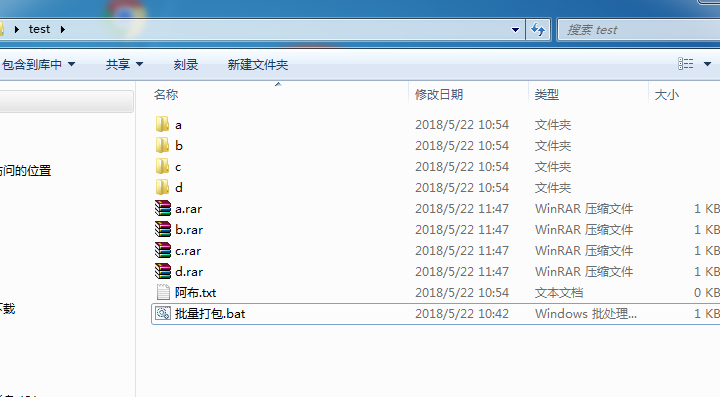 test
搜索 test
包含到库中 共享 刻录 新建文件夹
名称 修改日期 类型 大小
a 2018/5/22 10:54 文件夹
b 2018/5/22 10:54 文件夹
c 2018/5/22 10:54 文件夹
d 2018/5/22 10:54 文件夹
a.rar 2018/5/22 11:47 WinRAR 压缩文件 1 KB
b.rar 2018/5/22 11:47 WinRAR 压缩文件 1 KB
c.rar 2018/5/22 11:47 WinRAR 压缩文件 1 KB
d.rar 2018/5/22 11:47 WinRAR 压缩文件 1 KB
阿布.txt 2018/5/22 10:54 文本文档 0 KB
批量打包.bat 2018/5/22 10:42 Windows 批处理... 1 KB
问的位置
下载